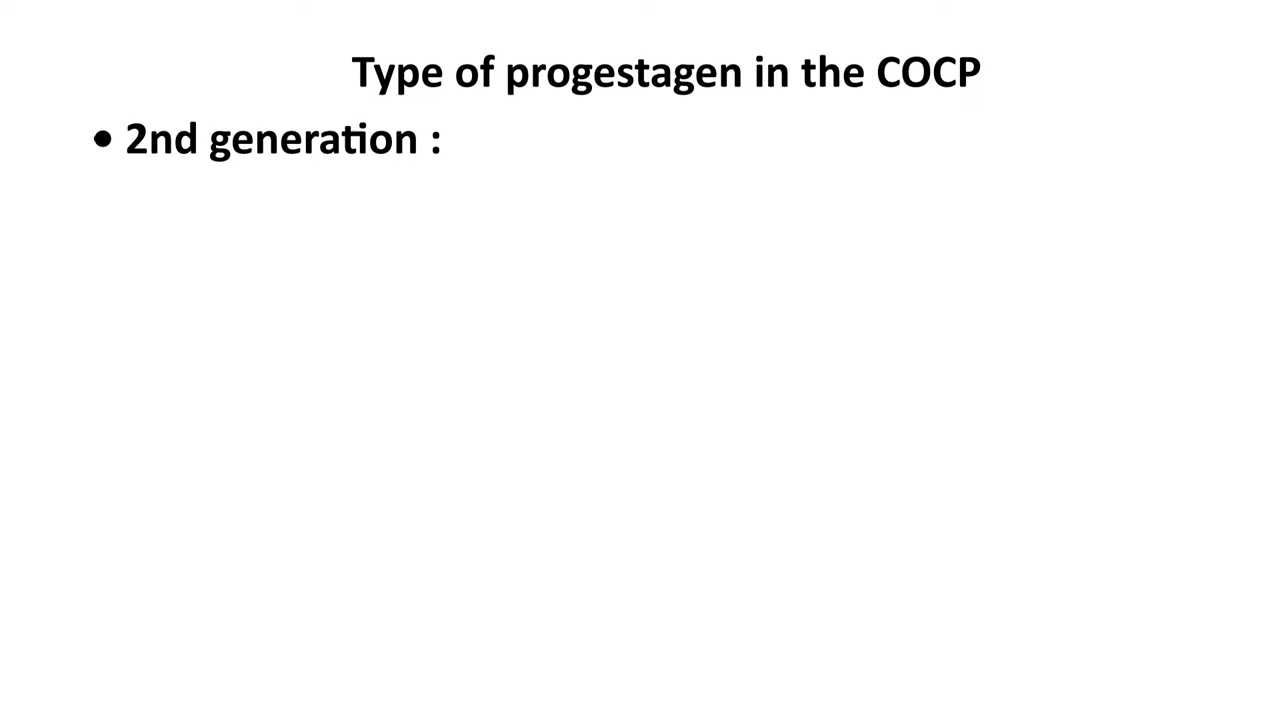 Type of progestagen in the COCP
• 2nd generation :